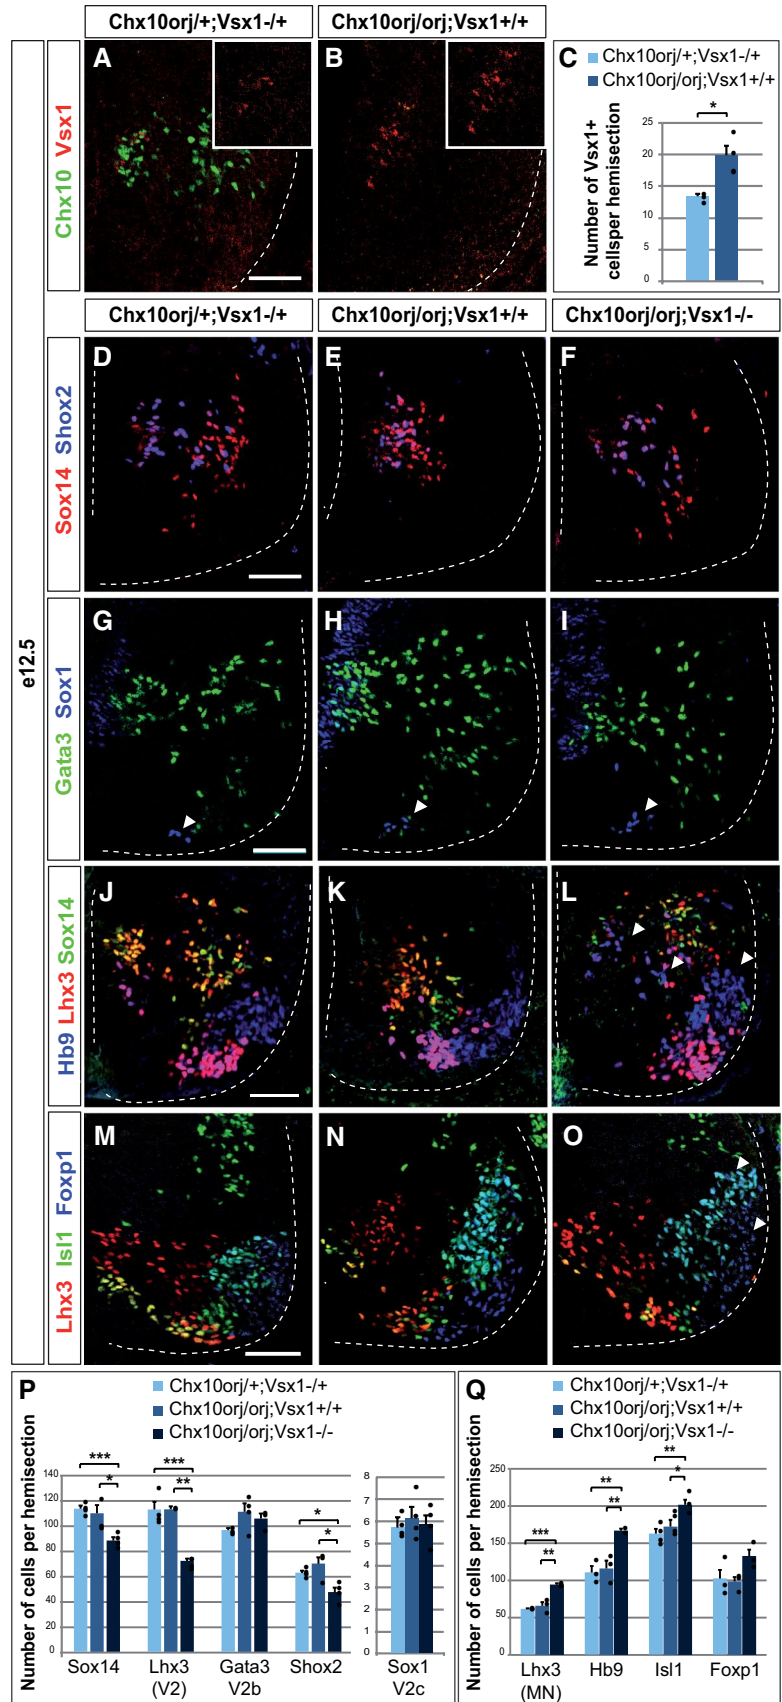 Chx10orj/+;Vsx1-/+
Chx10orj/orj;Vsx1+/+
e12.5
Chx10 Vsx1
A
B
C
Chx10orj/+;Vsx1-/+
Chx10orj/orj;Vsx1+/+
Number of Vsx1+
cellsper hemisection
25
20
15
10
5
0
*
Chx10orj/+;Vsx1-/+
Chx10orj/orj;Vsx1+/+
Chx10orj/orj;Vsx1-/-
Sox14 Shox2
D
E
F
Gata3 Sox1
G
H
I
Hb9 Lhx3 Sox14
J
K
L
Lhx3 Isl1 Foxp1
M
N
O
P
Chx10orj/+;Vsx1-/+
Chx10orj/orj;Vsx1+/+
Chx10orj/orj;Vsx1-/-
Number of cells per hemisection
140
120
100
80
60
40
20
0
***
*
***
**
*
*
Sox14
Lhx3
(V2)
Gata3
V2b
Shox2
8
7
6
5
4
3
2
1
0
Sox1
V2c
Q
Chx10orj/+;Vsx1-/+
Chx10orj/orj;Vsx1+/+
Chx10orj/orj;Vsx1-/-
Number of cells per hemisection
250
200
150
100
50
0
***
**
**
**
**
*
Lhx3
(MN)
Hb9
Isl1
Foxp1